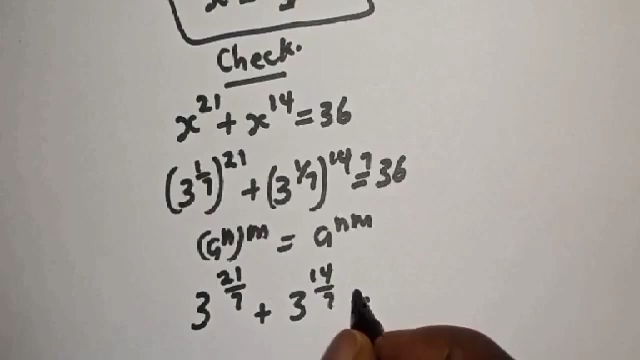 Check.
x^21 + x^14 = 36
(3^(1/7))^21 + (3^(1/7))^14 ?= 36
(a^n)^m = a^nm
3^(21/7) + 3^(14/7)